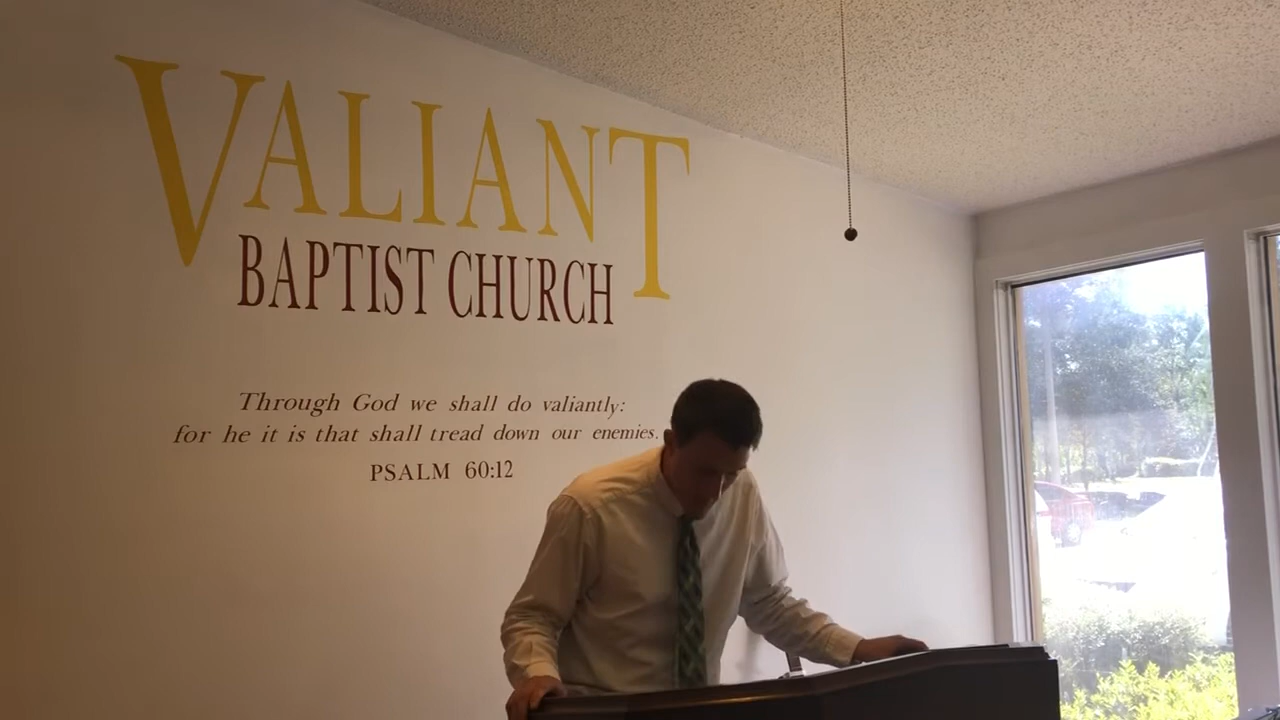 VALIANT
BAPTIST CHURCH
Through God we shall do valiantly:
for he it is that shall tread down our enemies.
PSALM 60:12